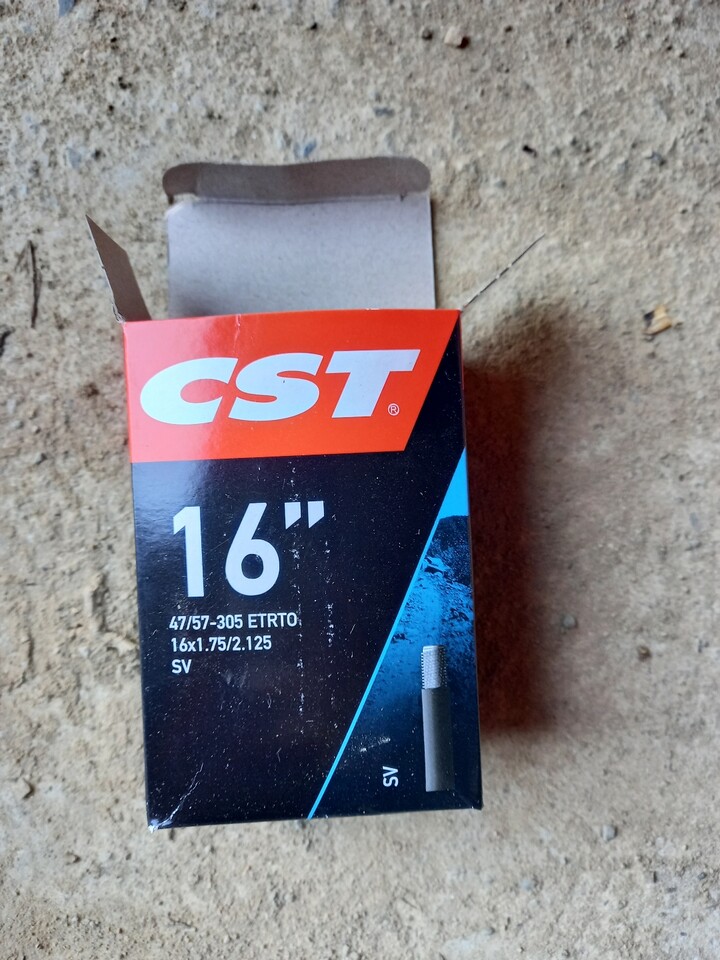 CST®
16”
47/57-305 ETRTO
16x1.75/2.125
SV
SV